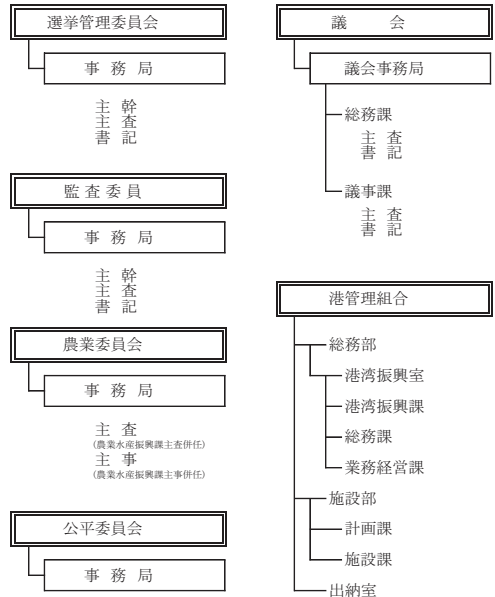 選挙管理委員会
事務局
主幹
主査
書記
監査委員
事務局
主幹
主査
書記
農業委員会
事務局
主査
(農業水産振興課主査併任)
主事
(農業水産振興課主事併任)
公平委員会
事務局
議会
議会事務局
総務課
主査
書記
議事課
主査
書記
港管理組合
総務部
港湾振興室
港湾振興課
総務課
業務経営課
施設部
計画課
施設課
出納室